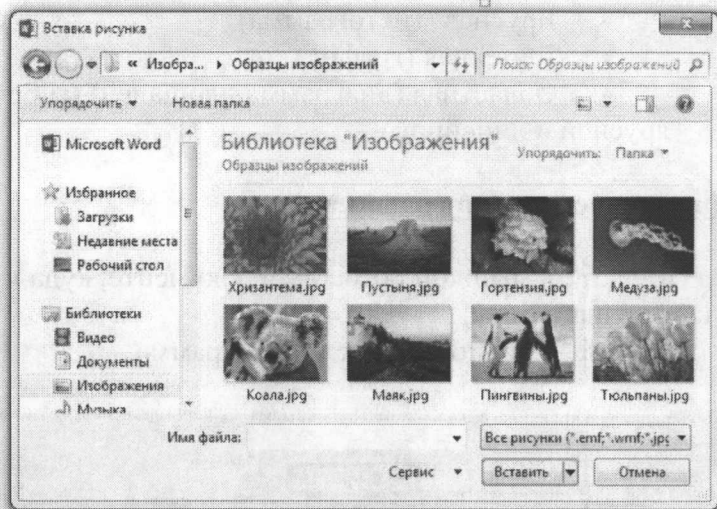 Вставка рисунка
« Изобра... ▸ Образцы изображений
Поиск: Образцы изображений
Упорядочить ▼ Новая папка
Microsoft Word
Избранное
Загрузки
Недавние места
Рабочий стол
Библиотеки
Видео
Документы
Изображения
Музыка
Библиотека "Изображения"
Образцы изображений
Упорядочить: Папка ▼
Хризантема.jpg Пустыня.jpg Гортензия.jpg Медуза.jpg
Коала.jpg Маяк.jpg Пингвины.jpg Тюльпаны.jpg
Имя файла:
Все рисунки (*.emf;*.wmf;*.jpg
Сервис ▼ Вставить ▼ Отмена